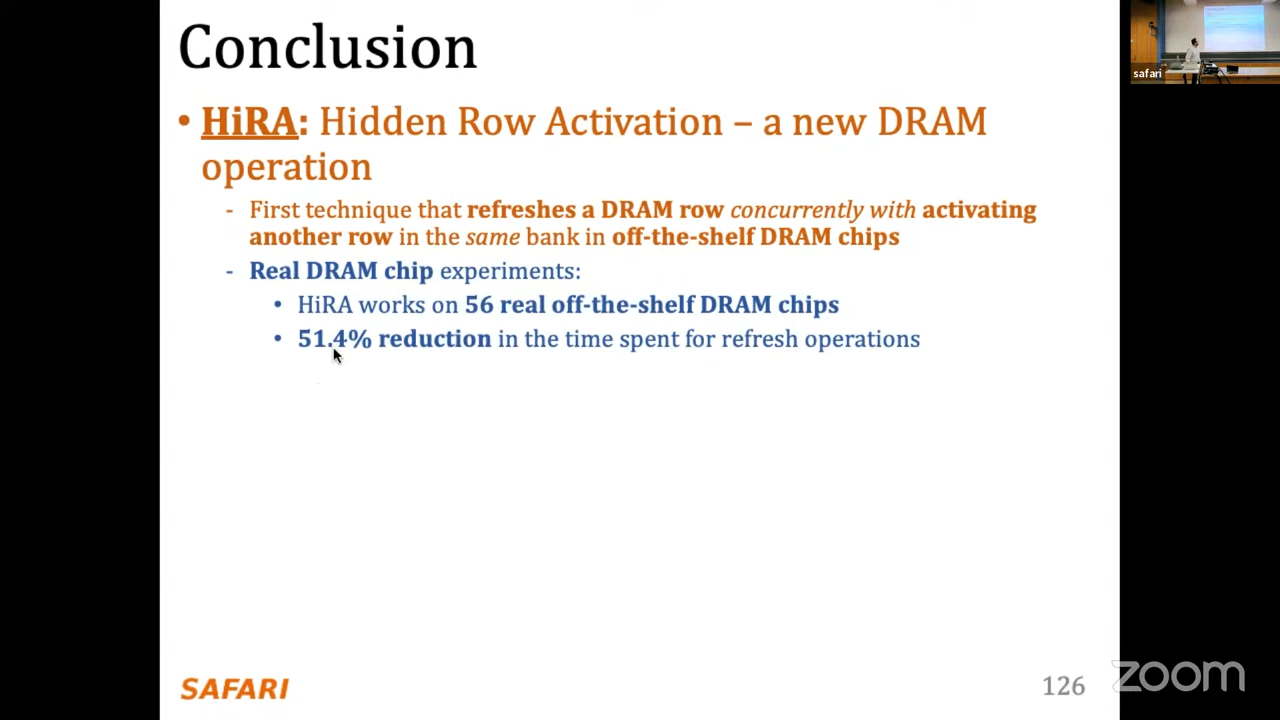 Conclusion
• HiRA: Hidden Row Activation – a new DRAM
operation
- First technique that refreshes a DRAM row concurrently with activating
another row in the same bank in off-the-shelf DRAM chips
- Real DRAM chip experiments:
• HiRA works on 56 real off-the-shelf DRAM chips
• 51.4% reduction in the time spent for refresh operations
SAFARI
126
zoom
safari